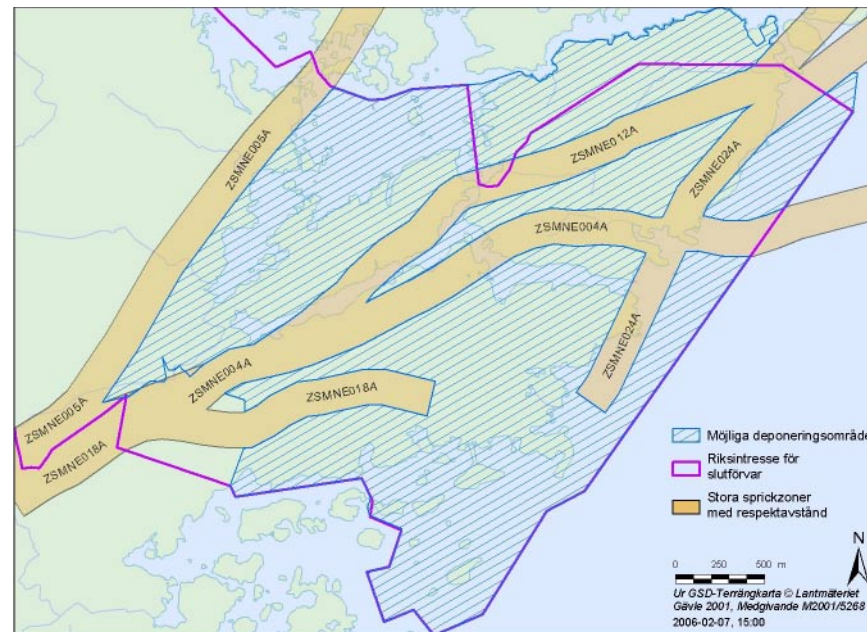 ZSMNE005A
ZSMNE012A
ZSMNE024A
ZSMNE004A
ZSMNE024A
ZSMNE004A
ZSMNE018A
ZSMNE005A
ZSMNE018A
Möjliga deponeringsområde
Riksintresse för
slutförvar
Stora sprickzoner
med respektavstånd
N
0 250 500 m
Ur GSD-Terrängkarta © Lantmäteriet
Gävle 2001, Medgivande M2001/5268
2006-02-07, 15:00